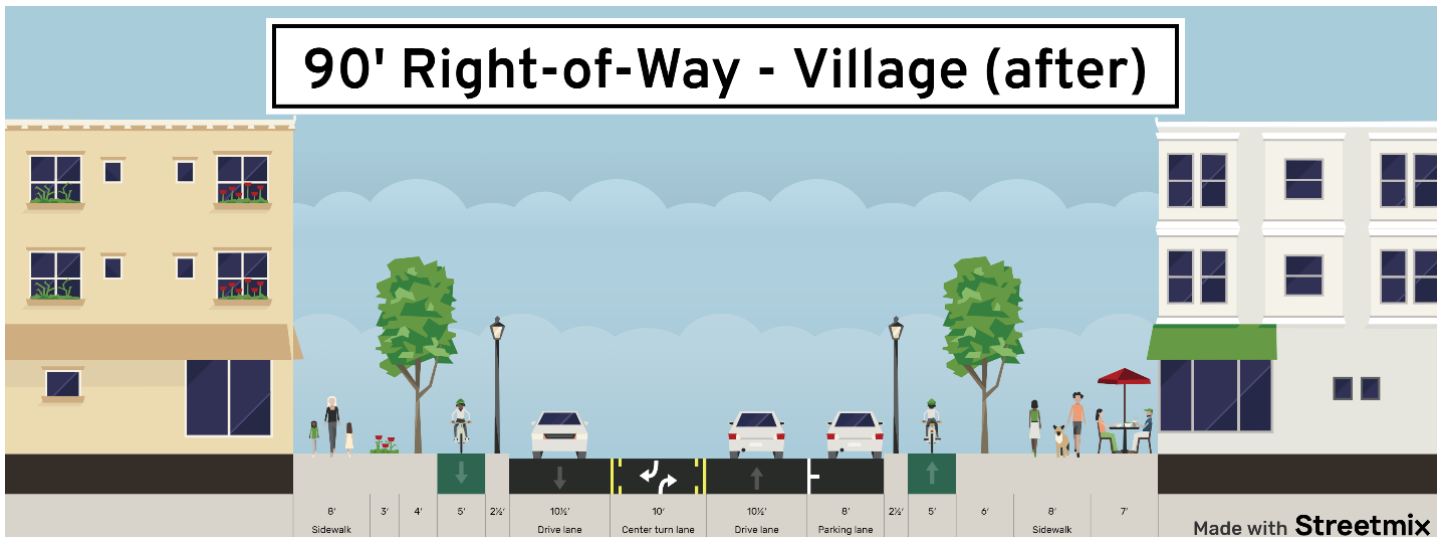 90' Right-of-Way - Village (after)
8' 3' 4' 5' 2½' 10½' 10' 10½' 8' 2½' 5' 6' 8' 7'
Sidewalk Drive lane Center turn lane Drive lane Parking lane Sidewalk
Made with Streetmix